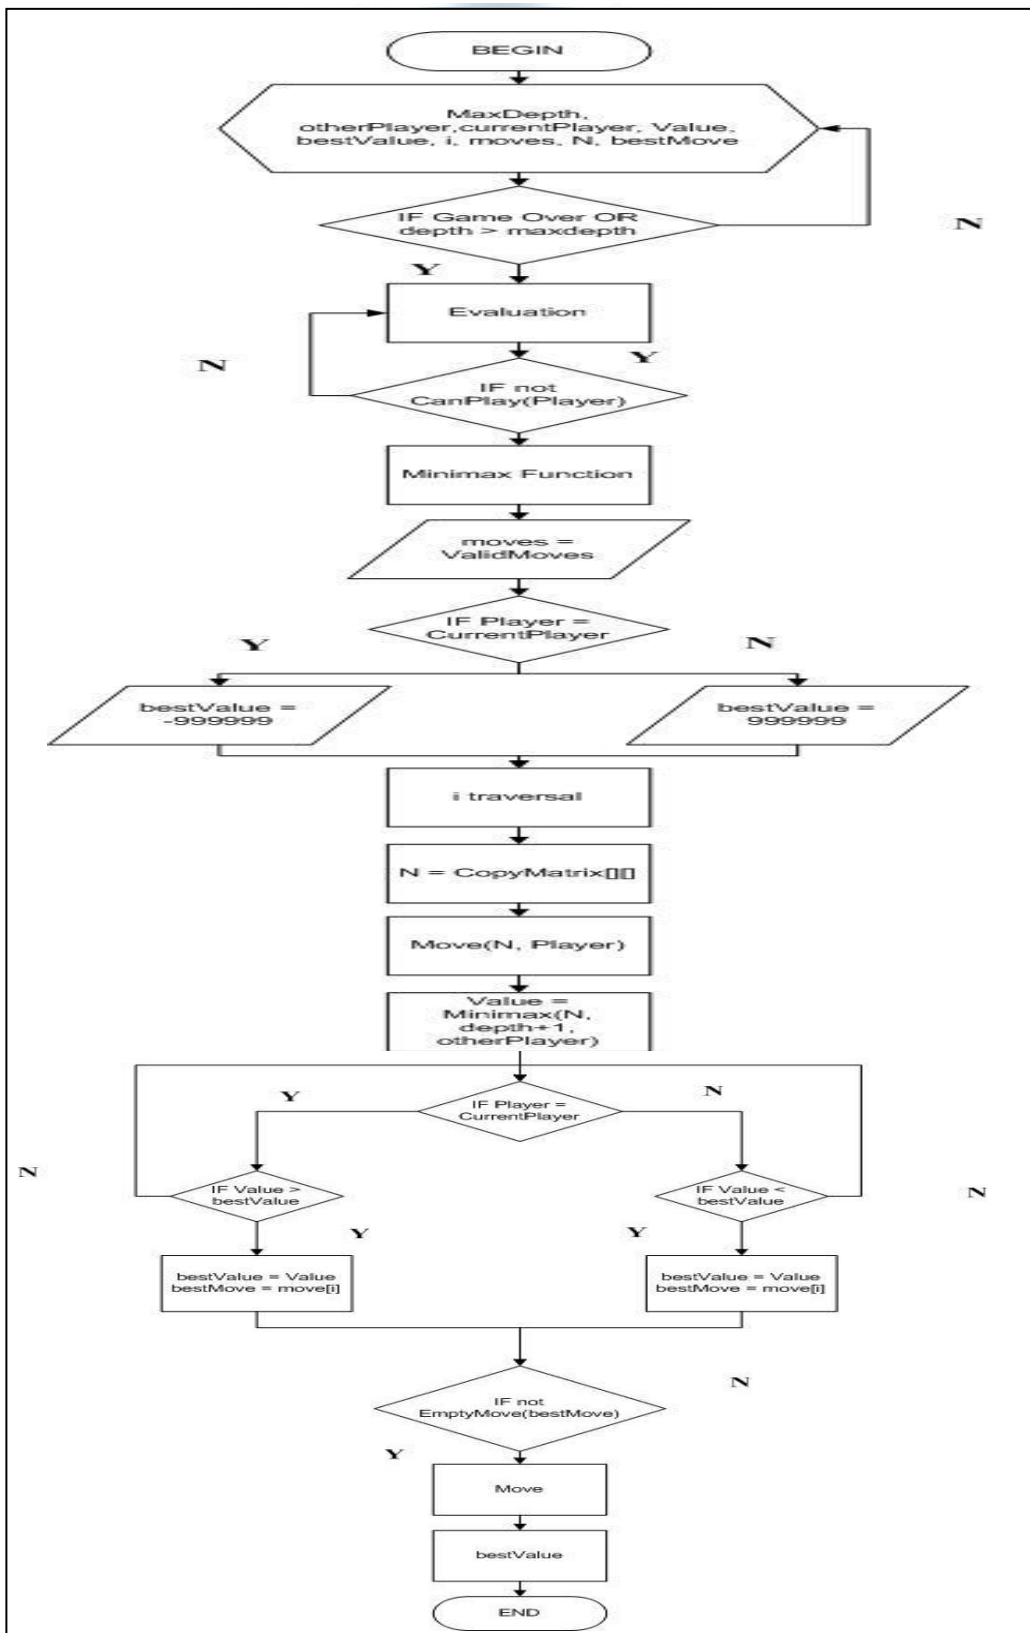 BEGIN
MaxDepth,
otherPlayer,currentPlayer, Value,
bestValue, i, moves, N, bestMove
IF Game Over OR
depth > maxdepth
N
Y
Evaluation
N
Y
IF not
CanPlay(Player)
Minimax Function
moves =
ValidMoves
IF Player =
CurrentPlayer
Y
N
bestValue =
-999999
bestValue =
999999
i traversal
N = CopyMatrix[][]
Move(N, Player)
Value =
Minimax(N,
depth+1,
otherPlayer)
Y
N
IF Player =
CurrentPlayer
N
IF Value >
bestValue
IF Value <
bestValue
N
Y
Y
bestValue = Value
bestMove = move[i]
bestValue = Value
bestMove = move[i]
N
IF not
EmptyMove(bestMove)
Y
Move
bestValue
END